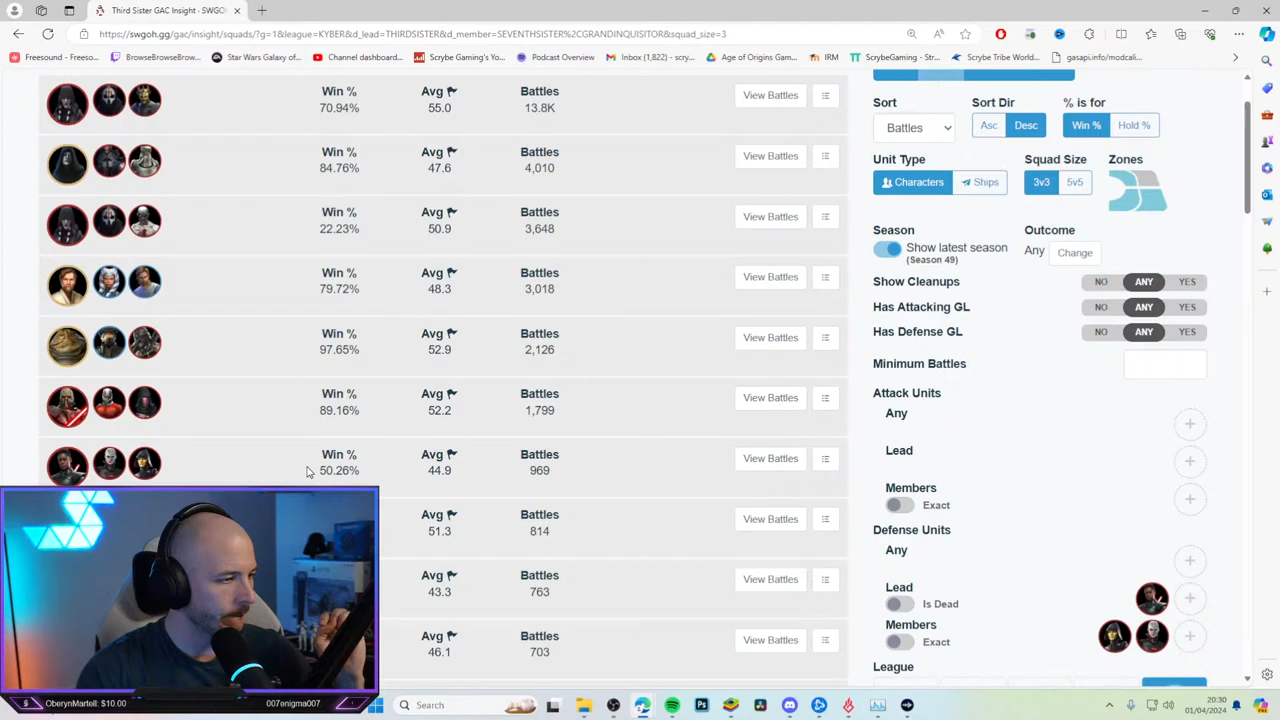 Third Sister GAC Insight - SWGO
https://swgoh.gg/gac/insight/squads/?g=1&league=KYBER&d_lead=THIRDSISTER&d_member=SEVENTHSISTER%2CGRANDINQUISITOR&squad_size=3
Freesound - Freeso...
BrowseBrowseBrow...
Star Wars Galaxy of...
Channel dashboard...
Scrybe Gaming's Yo...
Podcast Overview
Inbox (1,822) - scry...
Age of Origins Gam...
IRM
ScrybeGaming - Str...
Scrybe Tribe World...
gasapi.info/modcali...
Win % Avg Battles
70.94% 55.0 13.8K View Battles
Win % Avg Battles
84.76% 47.6 4,010 View Battles
Win % Avg Battles
22.23% 50.9 3,648 View Battles
Win % Avg Battles
79.72% 48.3 3,018 View Battles
Win % Avg Battles
97.65% 52.9 2,126 View Battles
Win % Avg Battles
89.16% 52.2 1,799 View Battles
Win % Avg Battles
50.26% 44.9 969 View Battles
Avg Battles
51.3 814 View Battles
Avg Battles
43.3 763 View Battles
Avg Battles
46.1 703 View Battles
Sort Sort Dir % is for
Battles Asc Desc Win % Hold %
Unit Type Squad Size Zones
Characters Ships 3v3 5v5
Season Outcome
Show latest season Any Change
(Season 49)
Show Cleanups NO ANY YES
Has Attacking GL NO ANY YES
Has Defense GL NO ANY YES
Minimum Battles
Attack Units
Any
Lead
Members
Exact
Defense Units
Any
Lead
Is Dead
Members
Exact
League
OberynMartell: $10.00
007enigma007
Search
20:30
01/04/2024